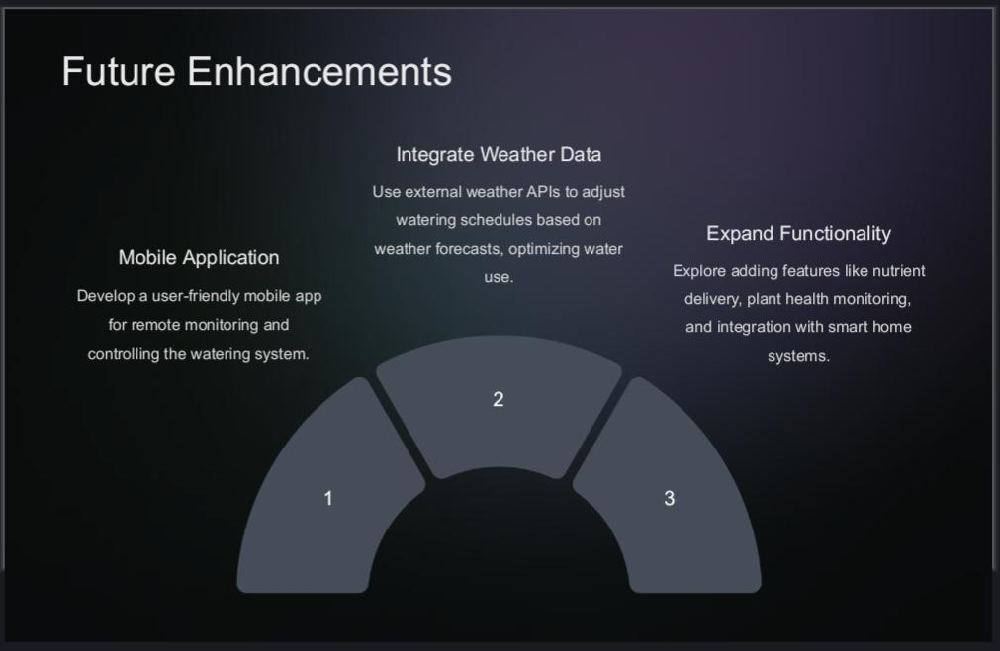 Future Enhancements
Integrate Weather Data
Use external weather APIs to adjust
watering schedules based on
weather forecasts, optimizing water
use.
Mobile Application
Develop a user-friendly mobile app
for remote monitoring and
controlling the watering system.
Expand Functionality
Explore adding features like nutrient
delivery, plant health monitoring,
and integration with smart home
systems.
1
2
3